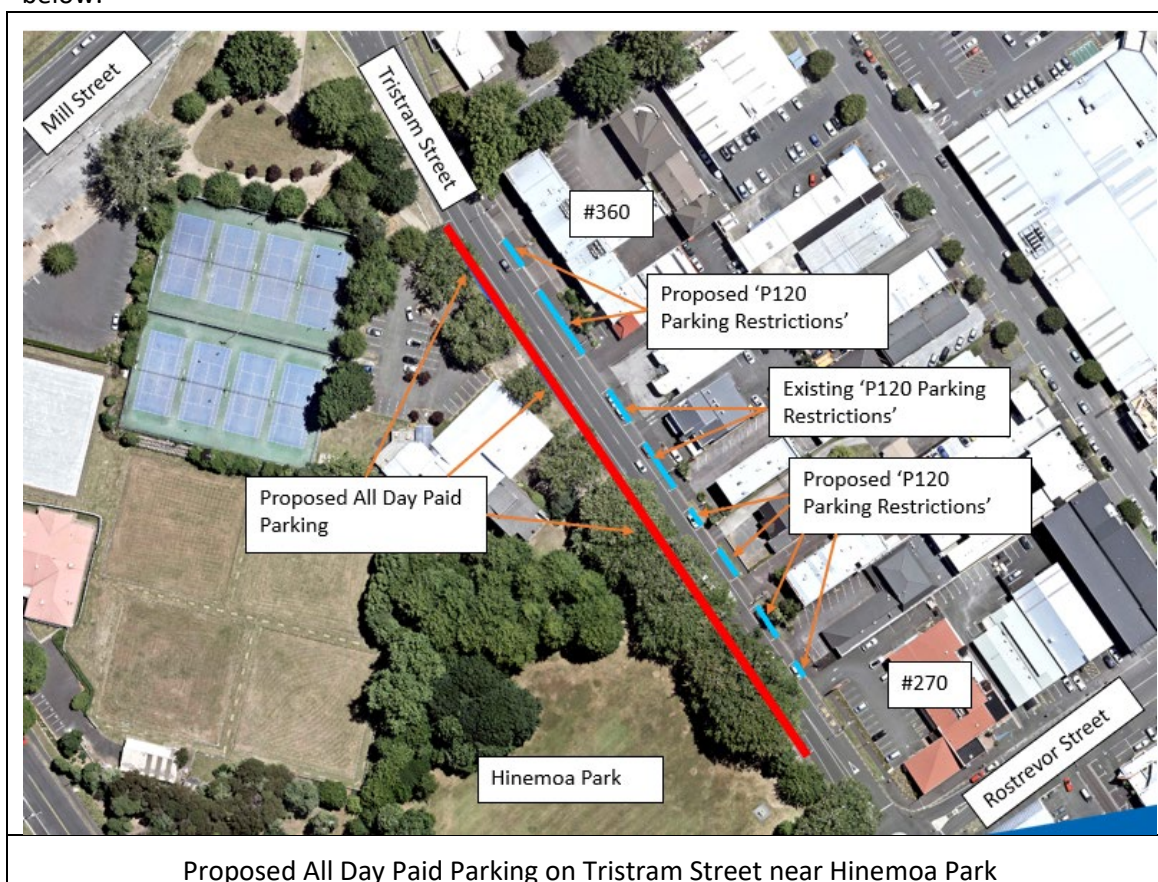 below.
Mill Street
Tristram Street
#360
Proposed ‘P120
Parking Restrictions’
Existing ‘P120 Parking
Restrictions’
Proposed ‘P120
Parking Restrictions’
Proposed All Day Paid
Parking
#270
Hinemoa Park
Rostrevor Street
Proposed All Day Paid Parking on Tristram Street near Hinemoa Park